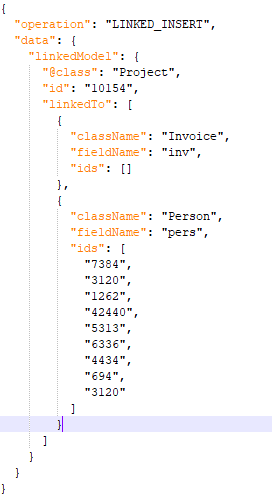 {
"operation": "LINKED_INSERT",
"data": {
"linkedModel": {
"@class": "Project",
"id": "10154",
"linkedTo": [
{
"className": "Invoice",
"fieldName": "inv",
"ids": []
},
{
"className": "Person",
"fieldName": "pers",
"ids": [
"7384",
"3120",
"1262",
"42440",
"5313",
"6336",
"4434",
"694",
"3120"
]
}
]
}
}
}